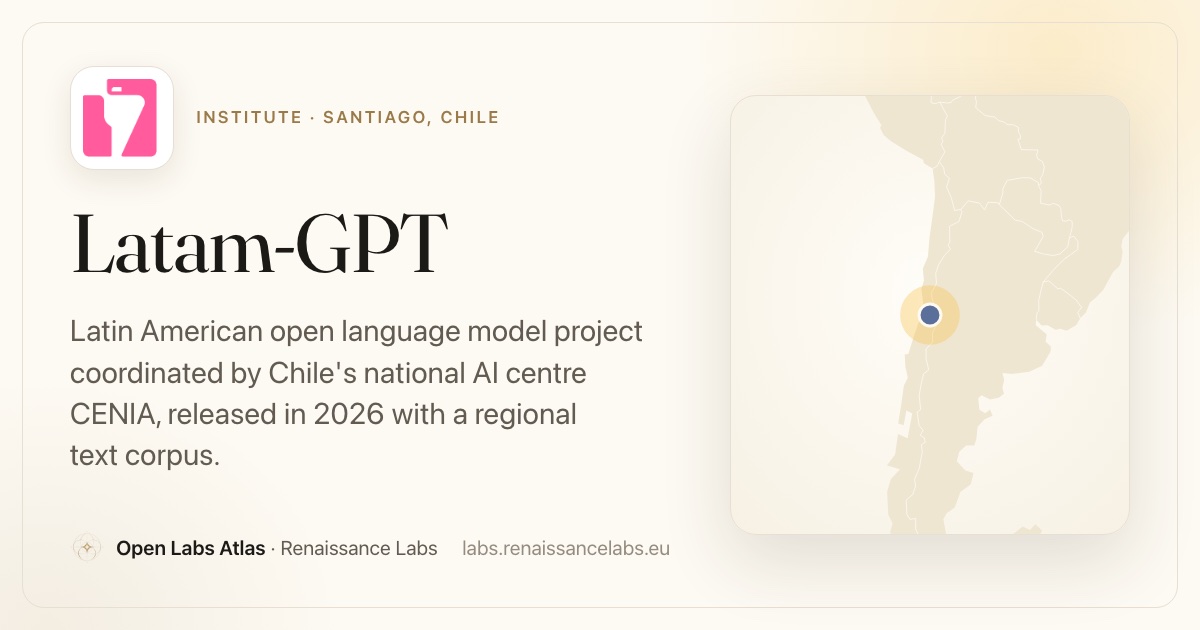 INSTITUTE · SANTIAGO, CHILE
Latam-GPT
Latin American open language model project
coordinated by Chile's national AI centre
CENIA, released in 2026 with a regional
text corpus.
Open Labs Atlas · Renaissance Labs labs.renaissancelabs.eu